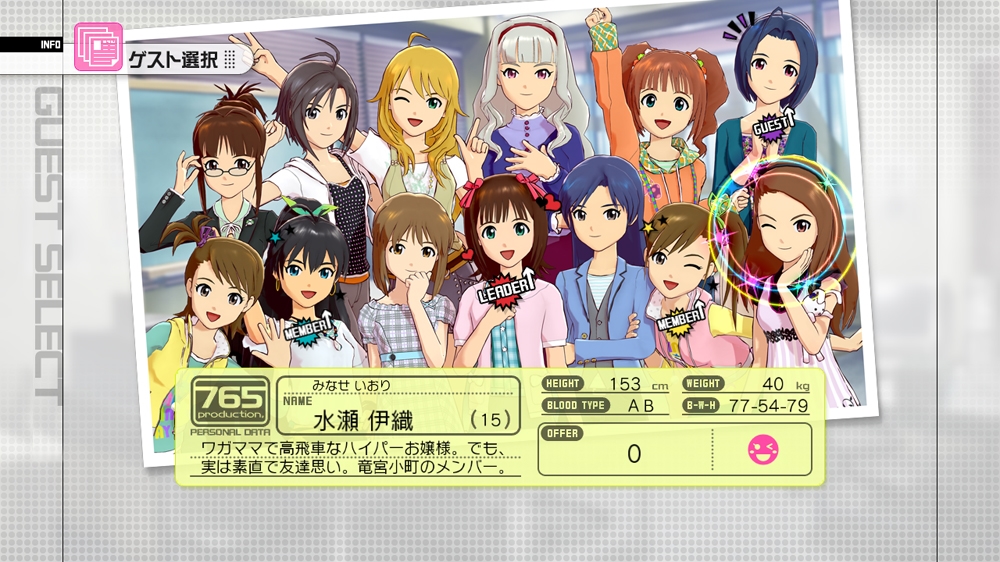 INFO
ゲスト選択
GUEST SELECT
GUEST
LEADER
MEMBER
MEMBER
765
production.
PERSONAL DATA
みなせ いおり
NAME
水瀬 伊織 (15)
ワガママで高飛車なハイパーお嬢様。でも、
実は素直で友達思い。竜宮小町のメンバー。
HEIGHT 153 cm WEIGHT 40 kg
BLOOD TYPE AB B-W-H 77-54-79
OFFER
0